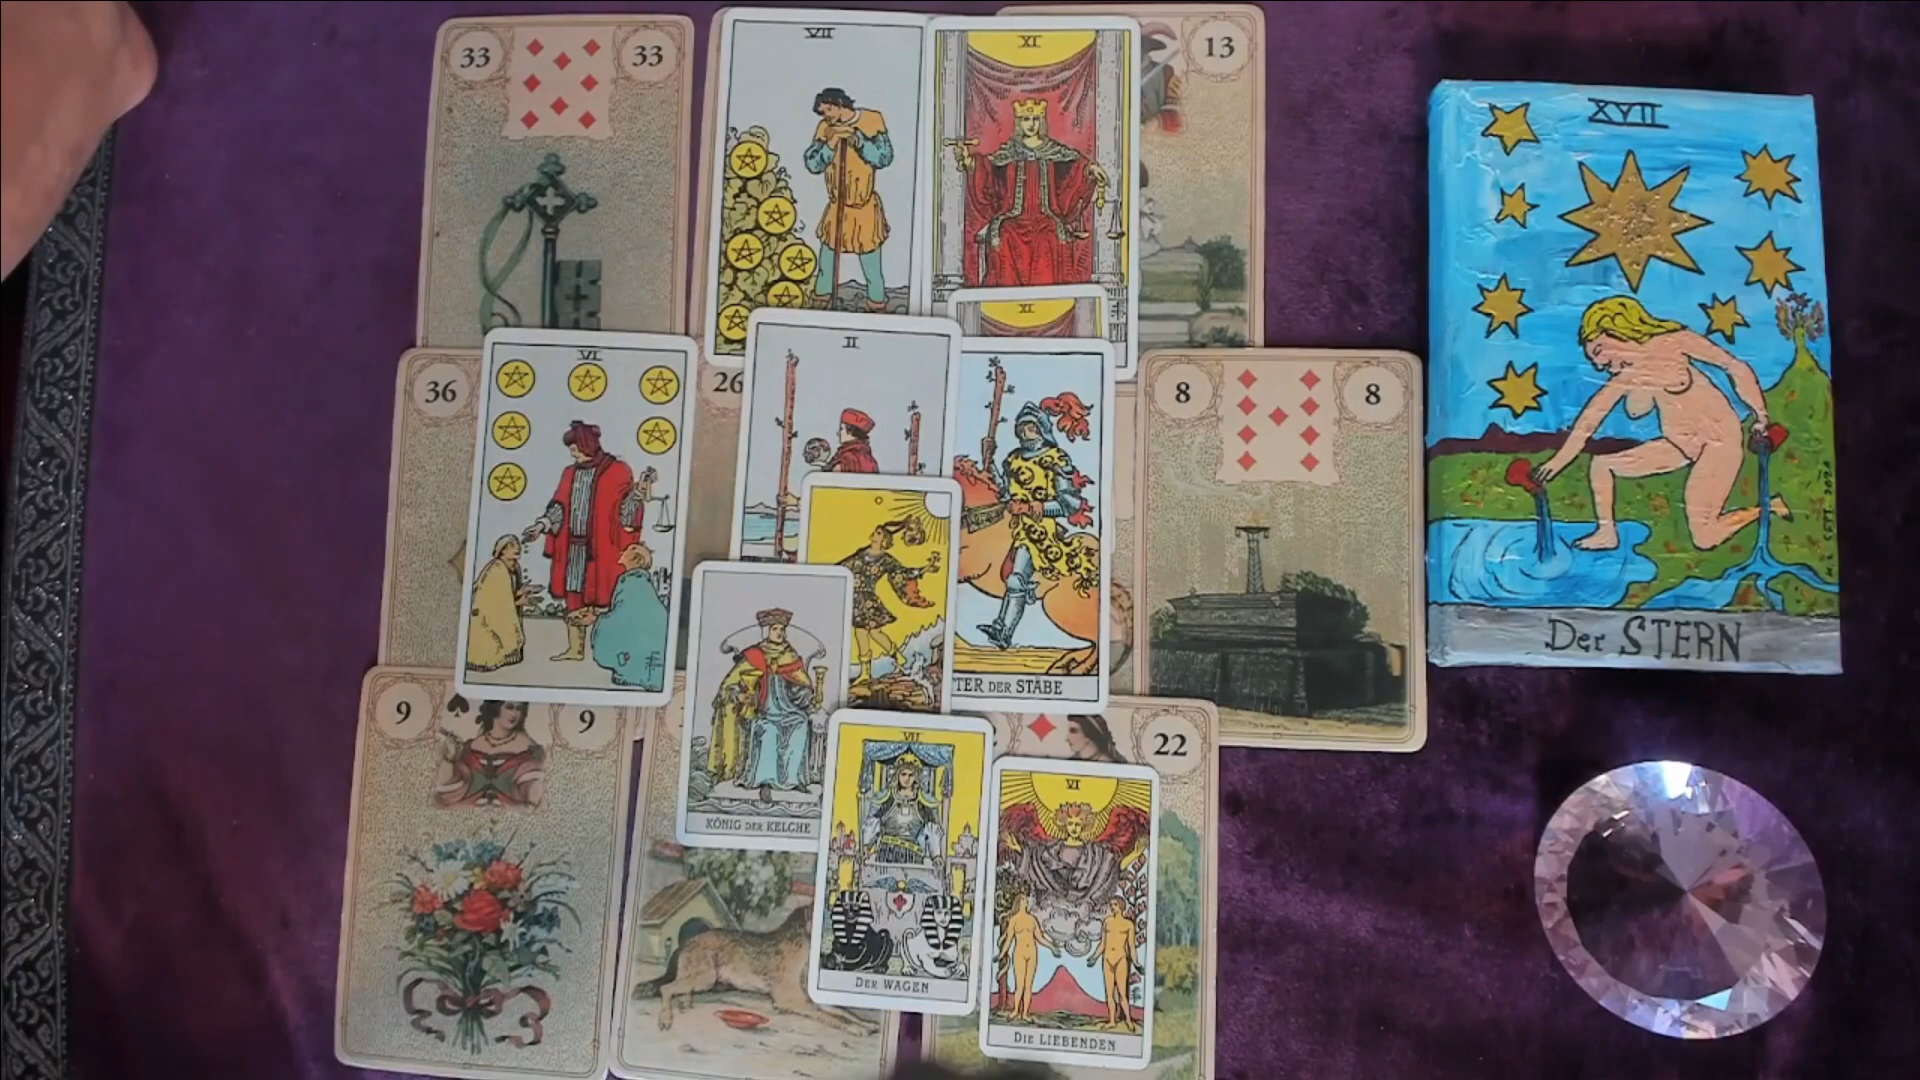 33
33
VII
XI
13
XVII
XI
36
VI
26
II
8
8
9
9
TER DER STÄBE
22
KÖNIG DER KELCHE
VII
VI
DER WAGEN
DIE LIEBENDEN
Der STERN